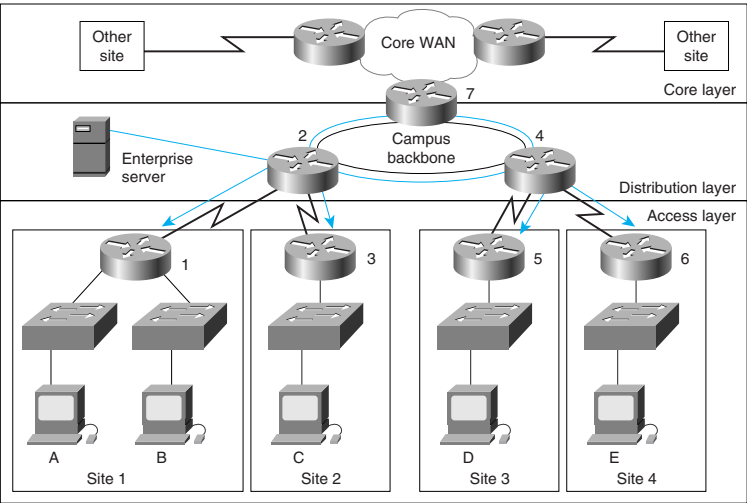 Other
site
Core WAN
Other
site
7
Core layer
2
Campus
backbone
4
Enterprise
server
Distribution layer
Access layer
1
3
5
6
A
B
C
D
E
Site 1
Site 2
Site 3
Site 4